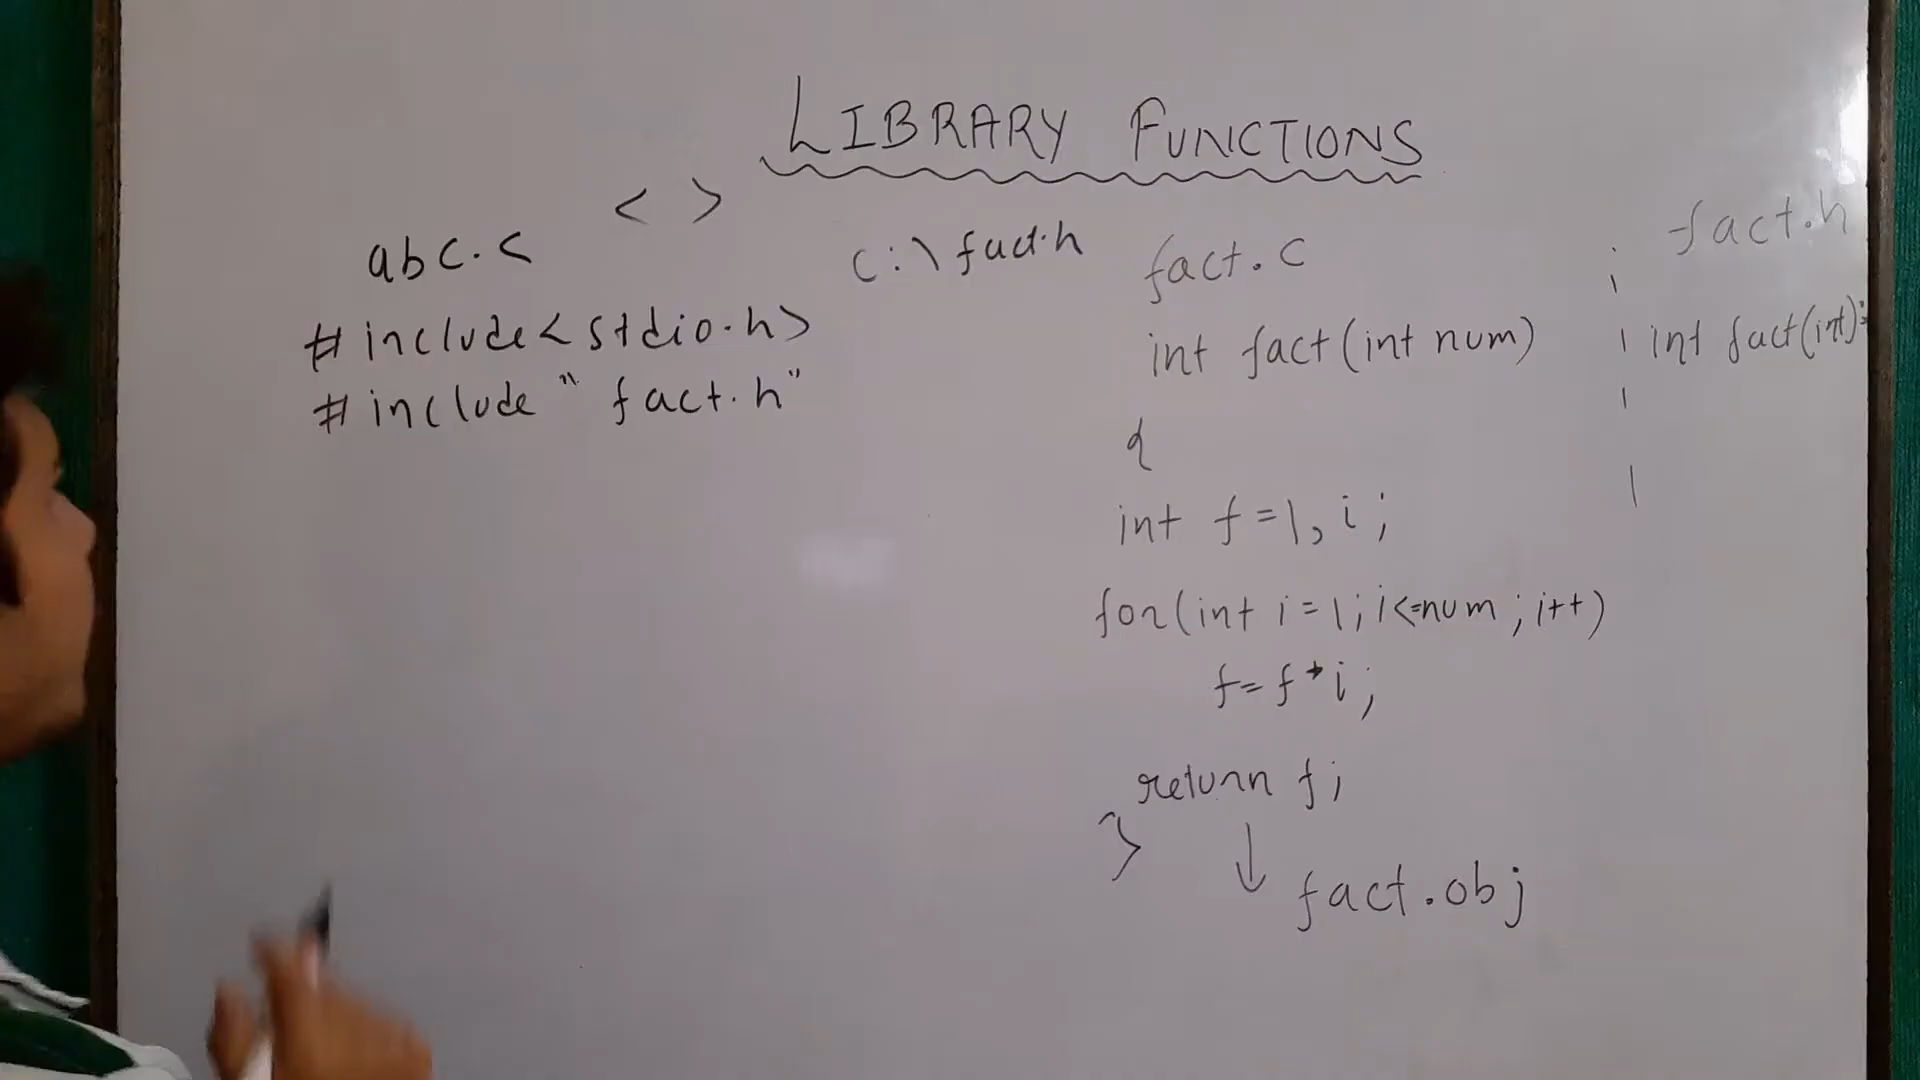 LIBRARY FUNCTIONS
< >
abc.c
#include<stdio.h>
#include "fact.h"
c:\fact.h
fact.c
int fact(int num)
{
int f=1, i;
for(int i=1; i<=num; i++)
f=f*i;
return f;
}
↓ fact.obj
fact.h
int fact(int);